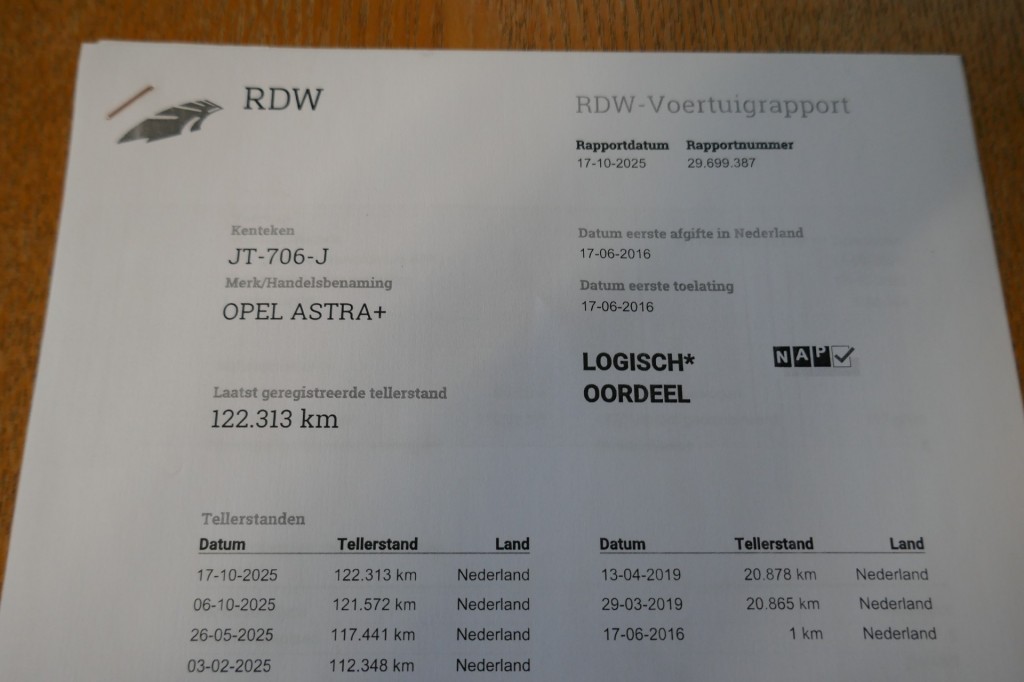 RDW
RDW-Voertuigrapport
Rapportdatum Rapportnummer
17-10-2025 29.699.387
Kenteken
JT-706-J
Merk/Handelsbenaming
OPEL ASTRA+
Datum eerste afgifte in Nederland
17-06-2016
Datum eerste toelating
17-06-2016
LOGISCH*
OORDEEL
NAP
Laatst geregistreerde tellerstand
122.313 km
Tellerstanden
Datum Tellerstand Land
17-10-2025 122.313 km Nederland
06-10-2025 121.572 km Nederland
26-05-2025 117.441 km Nederland
03-02-2025 112.348 km Nederland
Datum Tellerstand Land
13-04-2019 20.878 km Nederland
29-03-2019 20.865 km Nederland
17-06-2016 1 km Nederland